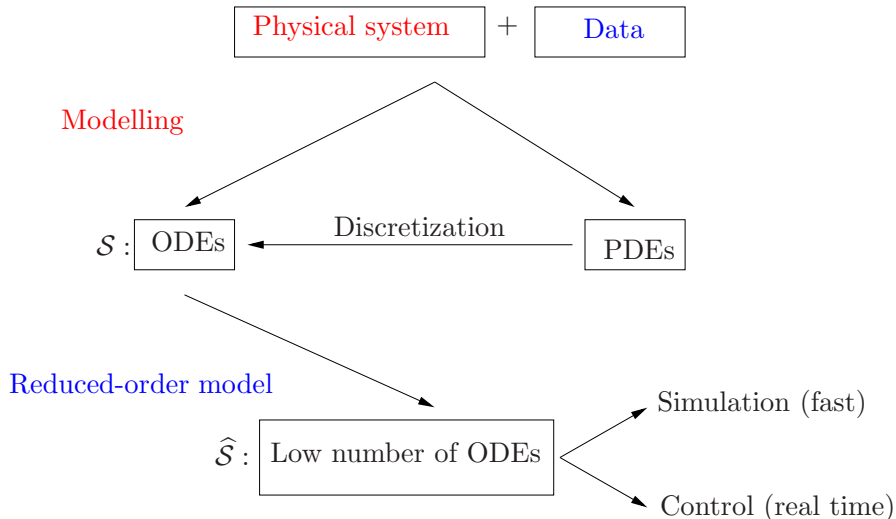 Physical system + Data
Modelling
𝒮 : ODEs
Discretization
PDEs
Reduced-order model
𝒮̂ : Low number of ODEs
Simulation (fast)
Control (real time)